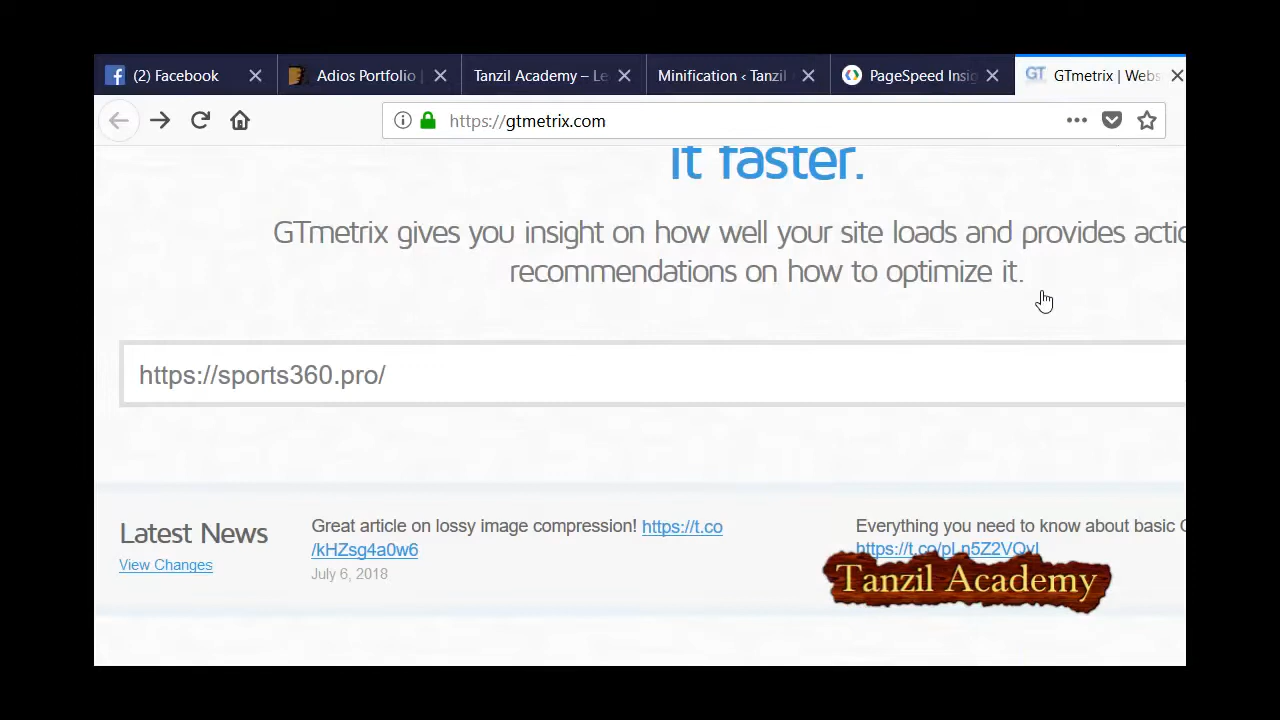 (2) Facebook
Adios Portfolio |
Tanzil Academy – Le
Minification ‹ Tanzil
PageSpeed Insig
GT GTmetrix | Webs
https://gtmetrix.com
it faster.
GTmetrix gives you insight on how well your site loads and provides actic
recommendations on how to optimize it.
https://sports360.pro/
Latest News
View Changes
Great article on lossy image compression! https://t.co
/kHZsg4a0w6
July 6, 2018
Everything you need to know about basic
Tanzil Academy